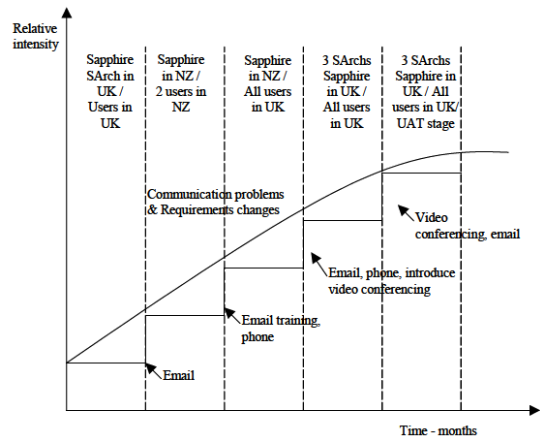 Relative
intensity
Sapphire
SArch in
UK /
Users in
UK
Sapphire
in NZ /
2 users in
NZ
Sapphire
in NZ /
All users
in UK
3 SArchs
Sapphire
in UK /
All users
in UK
3 SArchs
Sapphire in
UK / All
users in UK/
UAT stage
Communication problems
& Requirements changes
Video
conferencing, email
Email, phone, introduce
video conferencing
Email training,
phone
Email
Time - months